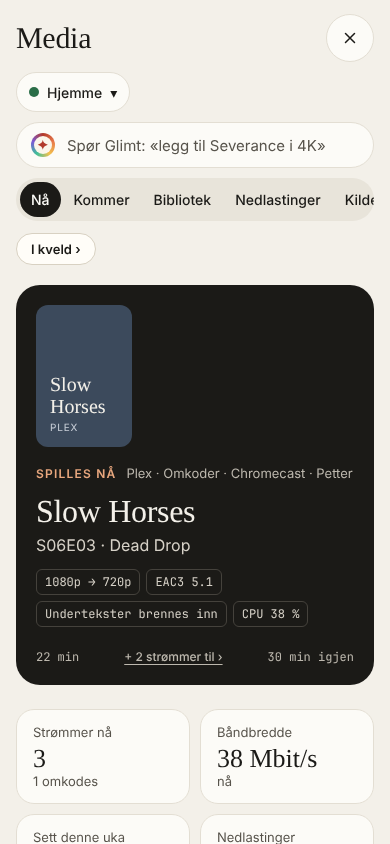 Media
Hjemme ▾
Spør Glimt: «legg til Severance i 4K»
Nå Kommer Bibliotek Nedlastinger Kilde
I kveld ›
Slow
Horses
PLEX
SPILLES NÅ Plex · Omkoder · Chromecast · Petter
Slow Horses
S06E03 · Dead Drop
1080p → 720p EAC3 5.1
Undertekster brennes inn CPU 38 %
22 min + 2 strømmer til › 30 min igjen
Strømmer nå Båndbredde
3 38 Mbit/s
1 omkodes nå
Sett denne uka Nedlastinger